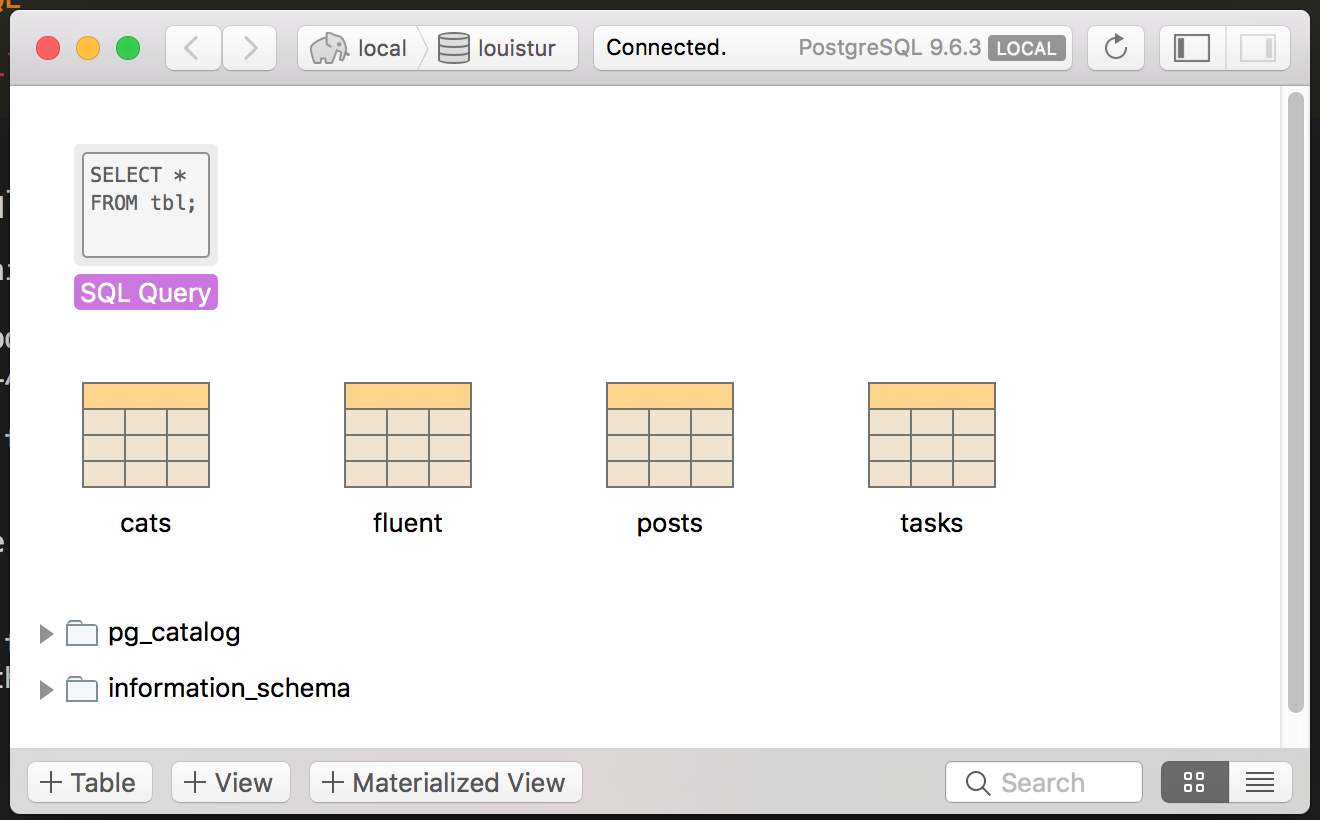 local louistur Connected. PostgreSQL 9.6.3 LOCAL
SELECT *
FROM tbl;
SQL Query
cats fluent posts tasks
pg_catalog
information_schema
+ Table + View + Materialized View Search